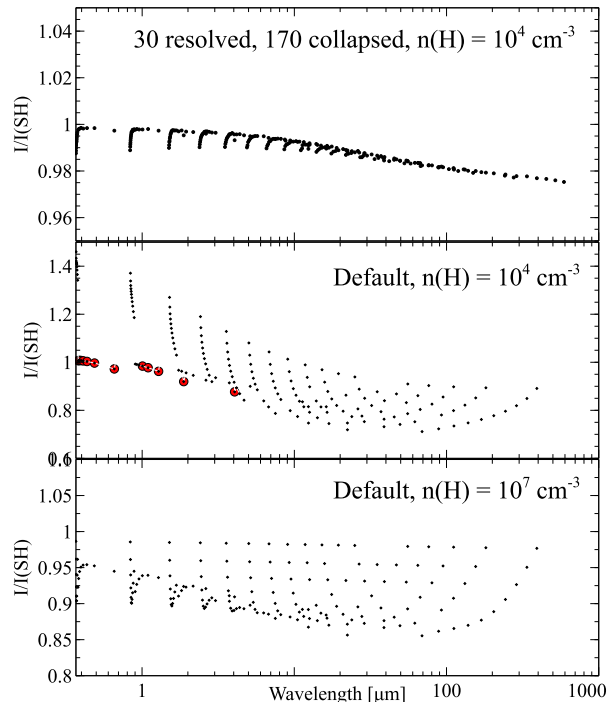 30 resolved, 170 collapsed, n(H) = 10⁴ cm⁻³
1.04
1.02
1
0.98
0.96
I/I(SH)
Default, n(H) = 10⁴ cm⁻³
1.4
1.2
1
0.8
0.6
I/I(SH)
Default, n(H) = 10⁷ cm⁻³
1.05
1
0.95
0.9
0.85
0.8
I/I(SH)
1 10 100 1000
Wavelength [μm]